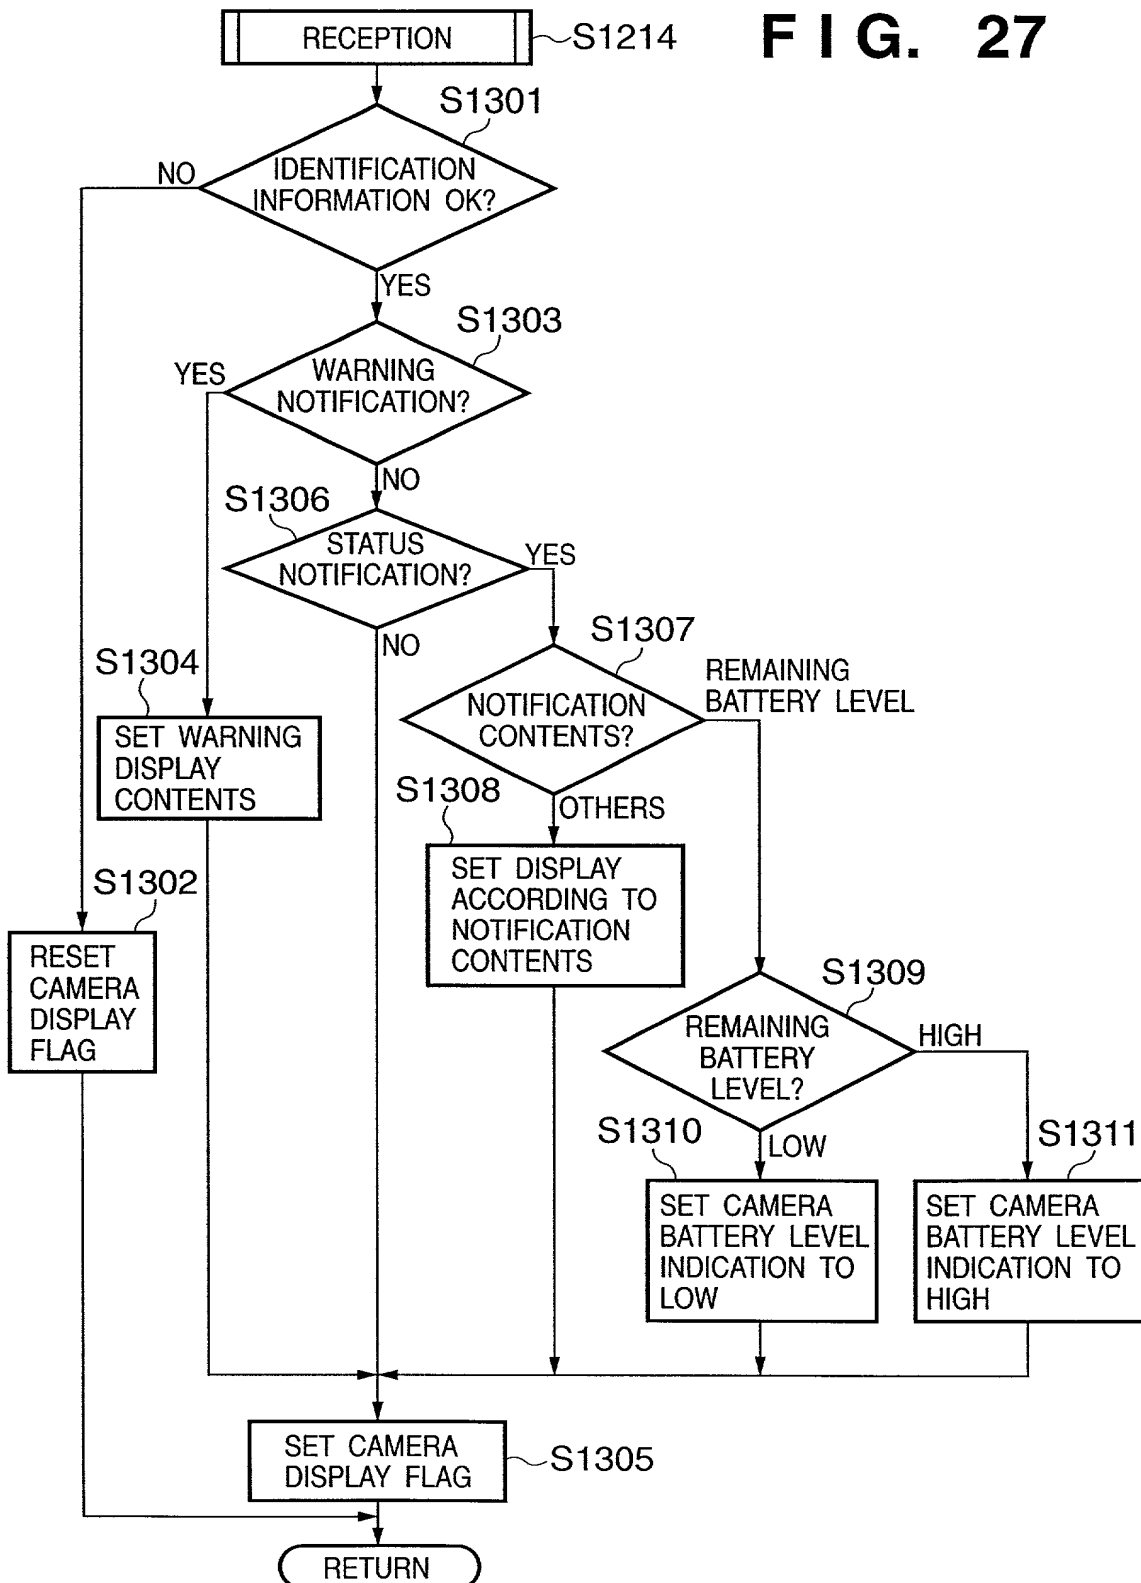 FIG. 27
RECEPTION
S1214
S1301
IDENTIFICATION
INFORMATION OK?
NO
YES
S1303
WARNING
NOTIFICATION?
YES
NO
S1306
STATUS
NOTIFICATION?
YES
NO
S1307
NOTIFICATION
CONTENTS?
REMAINING
BATTERY LEVEL
S1304
SET WARNING
DISPLAY
CONTENTS
OTHERS
S1308
SET DISPLAY
ACCORDING TO
NOTIFICATION
CONTENTS
S1302
RESET
CAMERA
DISPLAY
FLAG
S1309
REMAINING
BATTERY
LEVEL?
HIGH
LOW
S1310
SET CAMERA
BATTERY LEVEL
INDICATION TO
LOW
S1311
SET CAMERA
BATTERY LEVEL
INDICATION TO
HIGH
SET CAMERA
DISPLAY FLAG
S1305
RETURN